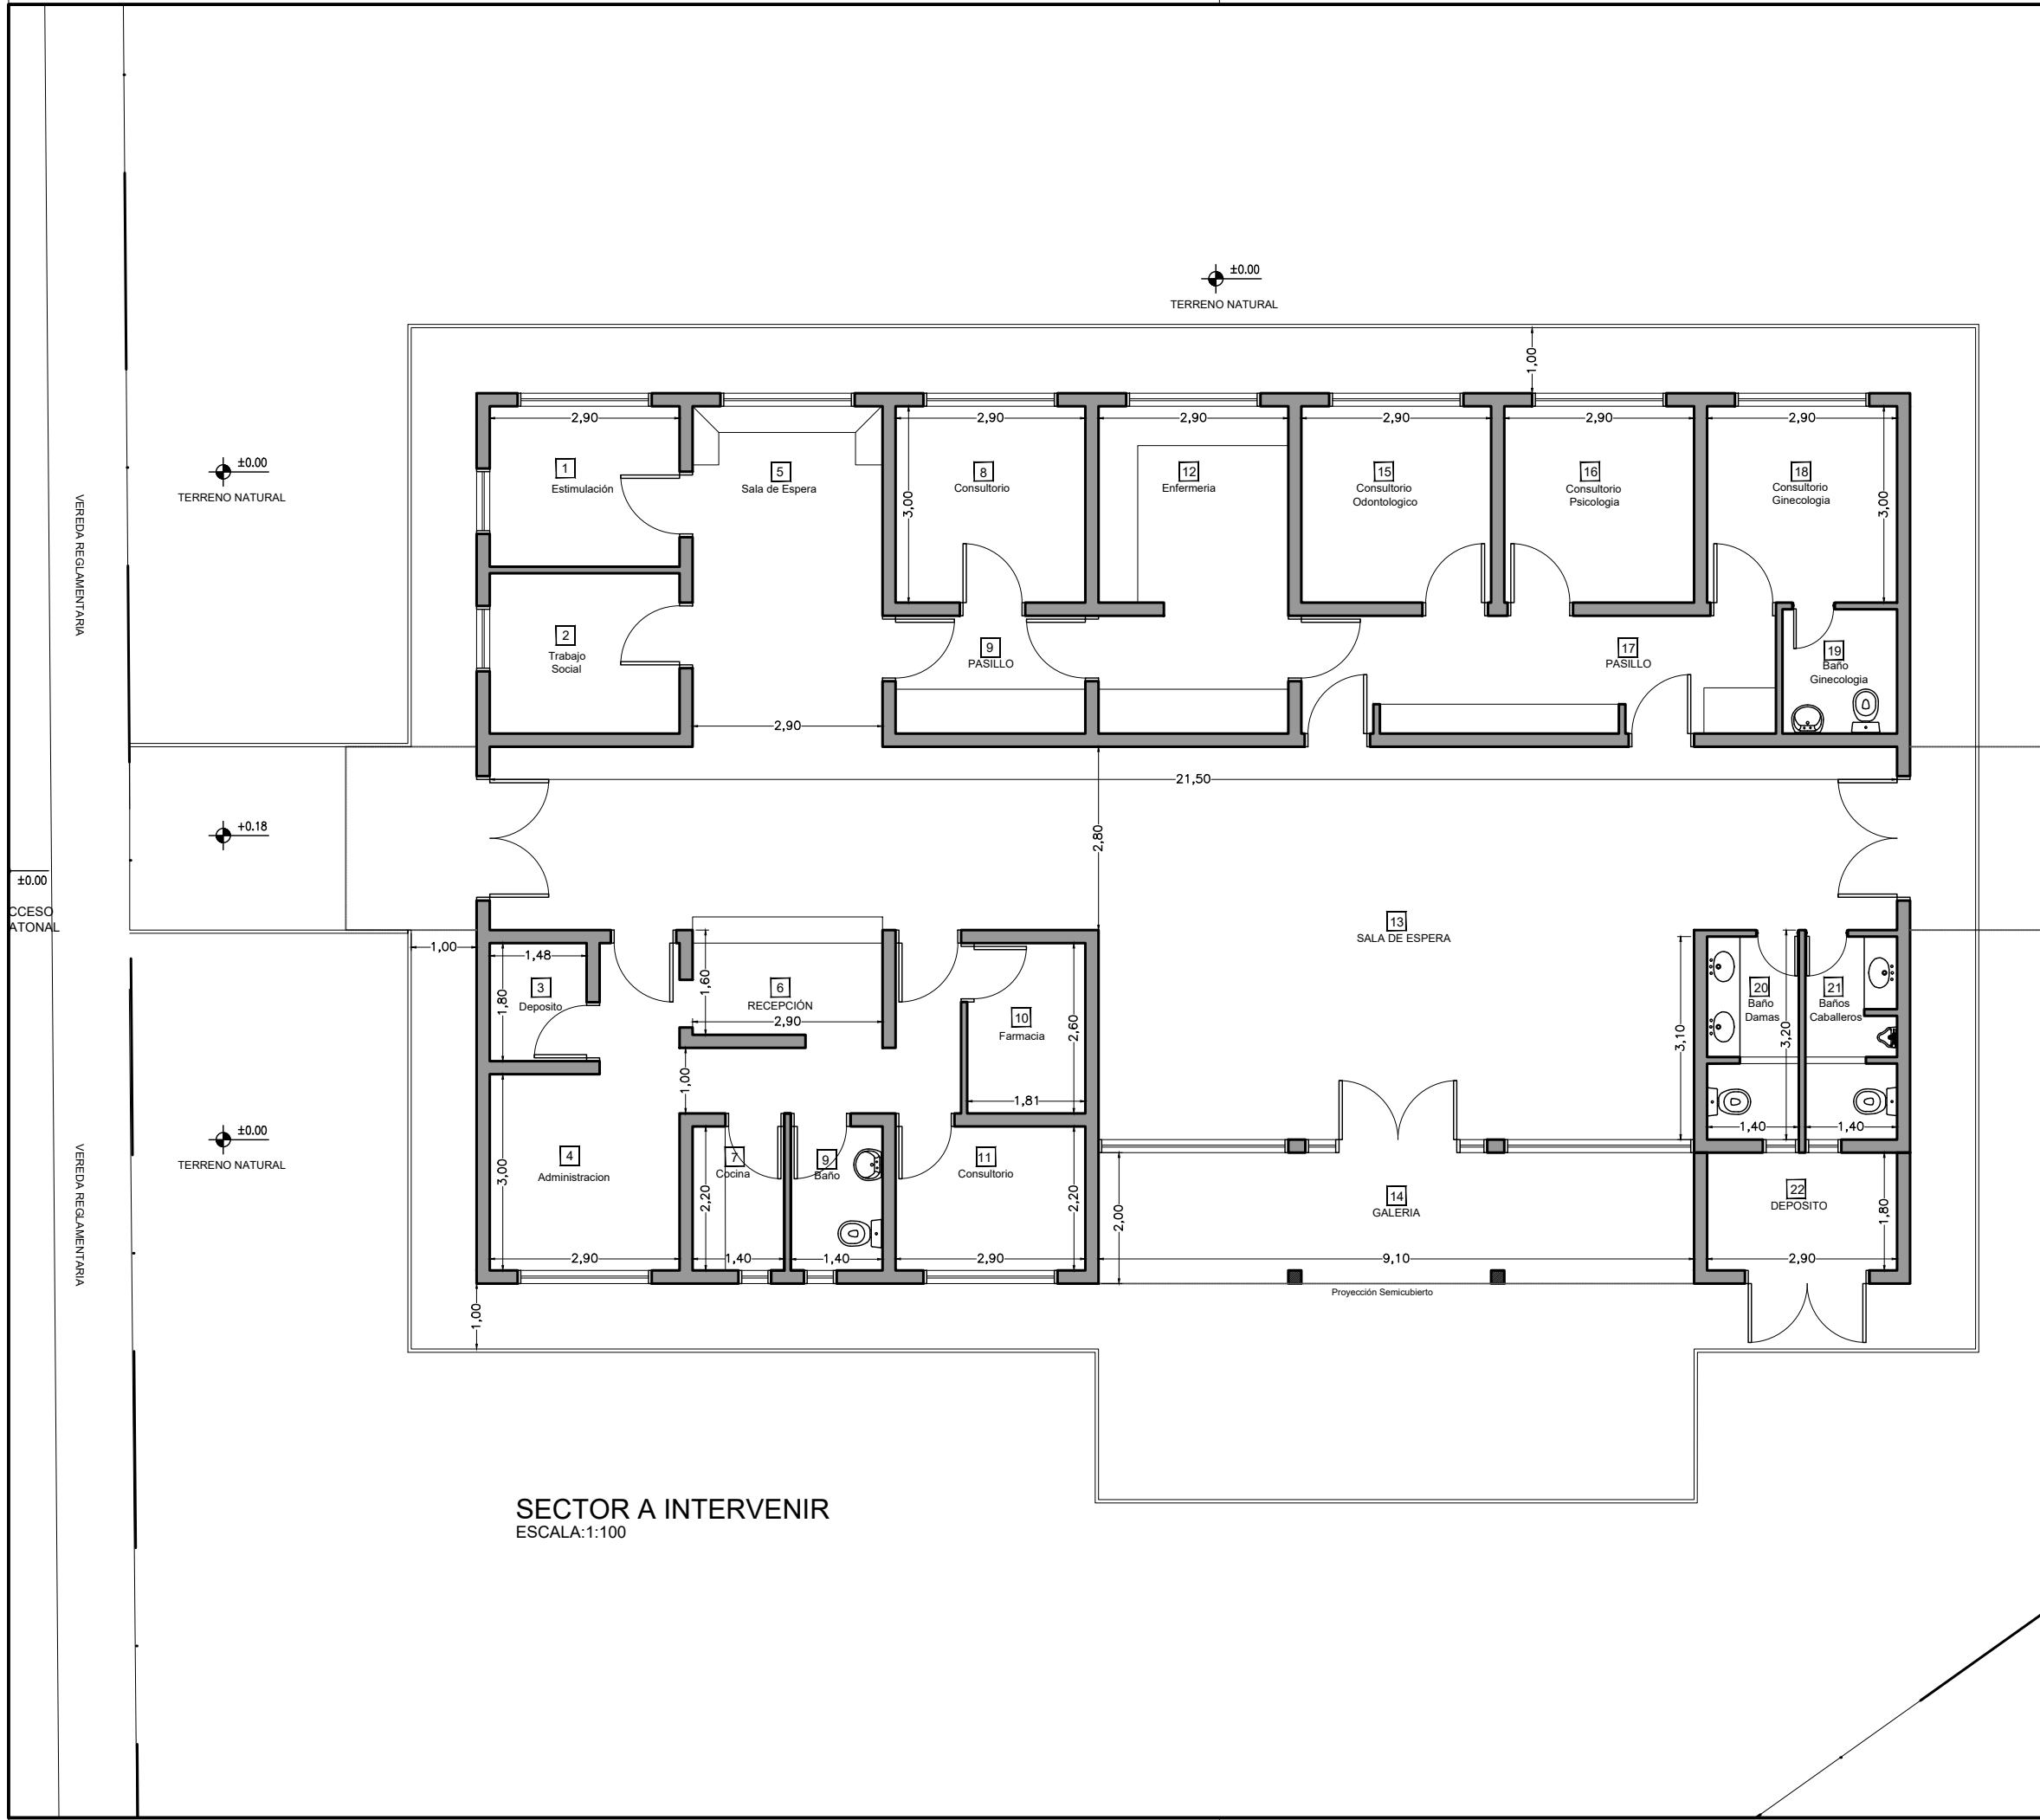 ±0.00
TERRENO NATURAL
1,00
2,90
2,90
2,90
2,90
2,90
2,90
1
Estimulación
5
Sala de Espera
8
Consultorio
3,00
12
Enfermeria
15
Consultorio
Odontologico
16
Consultorio
Psicologia
18
Consultorio
Ginecologia
3,00
±0.00
TERRENO NATURAL
VEREDA REGLAMENTARIA
2
Trabajo
Social
9
PASILLO
17
PASILLO
19
Baño
Ginecologia
2,90
21,50
2,80
+0.18
±0.00
CCESO
ATONAL
1,00
1,48
1,80
3
Deposito
1,60
6
RECEPCIÓN
2,90
10
Farmacia
2,60
1,81
13
SALA DE ESPERA
3,10
20
Baño
Damas
3,20
21
Baños
Caballeros
1,40
1,40
1,00
±0.00
TERRENO NATURAL
VEREDA REGLAMENTARIA
4
Administracion
3,00
2,90
7
Cocina
2,20
1,40
9
Baño
1,40
11
Consultorio
2,20
2,90
2,00
14
GALERIA
9,10
22
DEPOSITO
1,80
2,90
Proyección Semicubierto
1,00
SECTOR A INTERVENIR
ESCALA:1:100